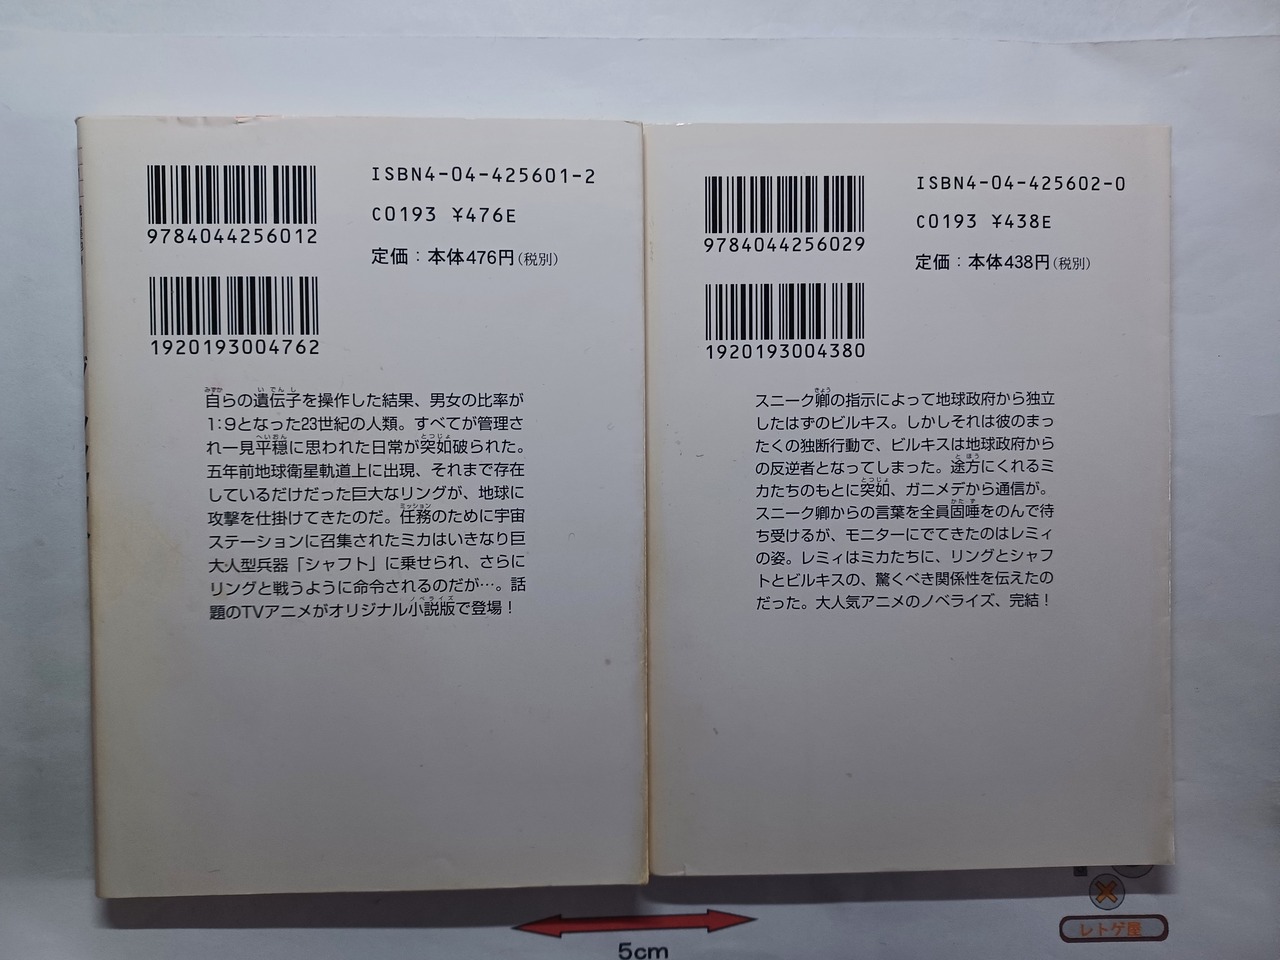 ISBN4-04-425601-2
C0193 ¥476E
定価：本体476円(税別)
9784044256012
1920193004762
自らの遺伝子を操作した結果、男女の比率が
1:9となった23世紀の人類。すべてが管理さ
れ一見平穏に思われた日常が突如破られた。
五年前地球衛星軌道上に出現、それまで存在
しているだけだった巨大なリングが、地球に
攻撃を仕掛けてきたのだ。任務のために宇宙
ステーションに召集されたミカはいきなり巨
大人型兵器「シャフト」に乗せられ、さらに
リングと戦うように命令されるのだが…。話
題のTVアニメがオリジナル小説版で登場！
ISBN4-04-425602-0
C0193 ¥438E
定価：本体438円(税別)
9784044256029
1920193004380
スニーク卿の指示によって地球政府から独立
したはずのビルキス。しかしそれは彼のまっ
たくの独断行動で、ビルキスは地球政府から
の反逆者となってしまった。途方にくれるミ
カたちのもとに突如、ガニメデから通信が。
スニーク卿からの言葉を全員固唾をのんで待
ち受けるが、モニターにでてきたのはレミィ
の姿。レミィはミカたちに、リングとシャフ
トとビルキスの、驚くべき関係性を伝えたの
だった。大人気アニメのノベライズ、完結！
5cm
レトゲ屋